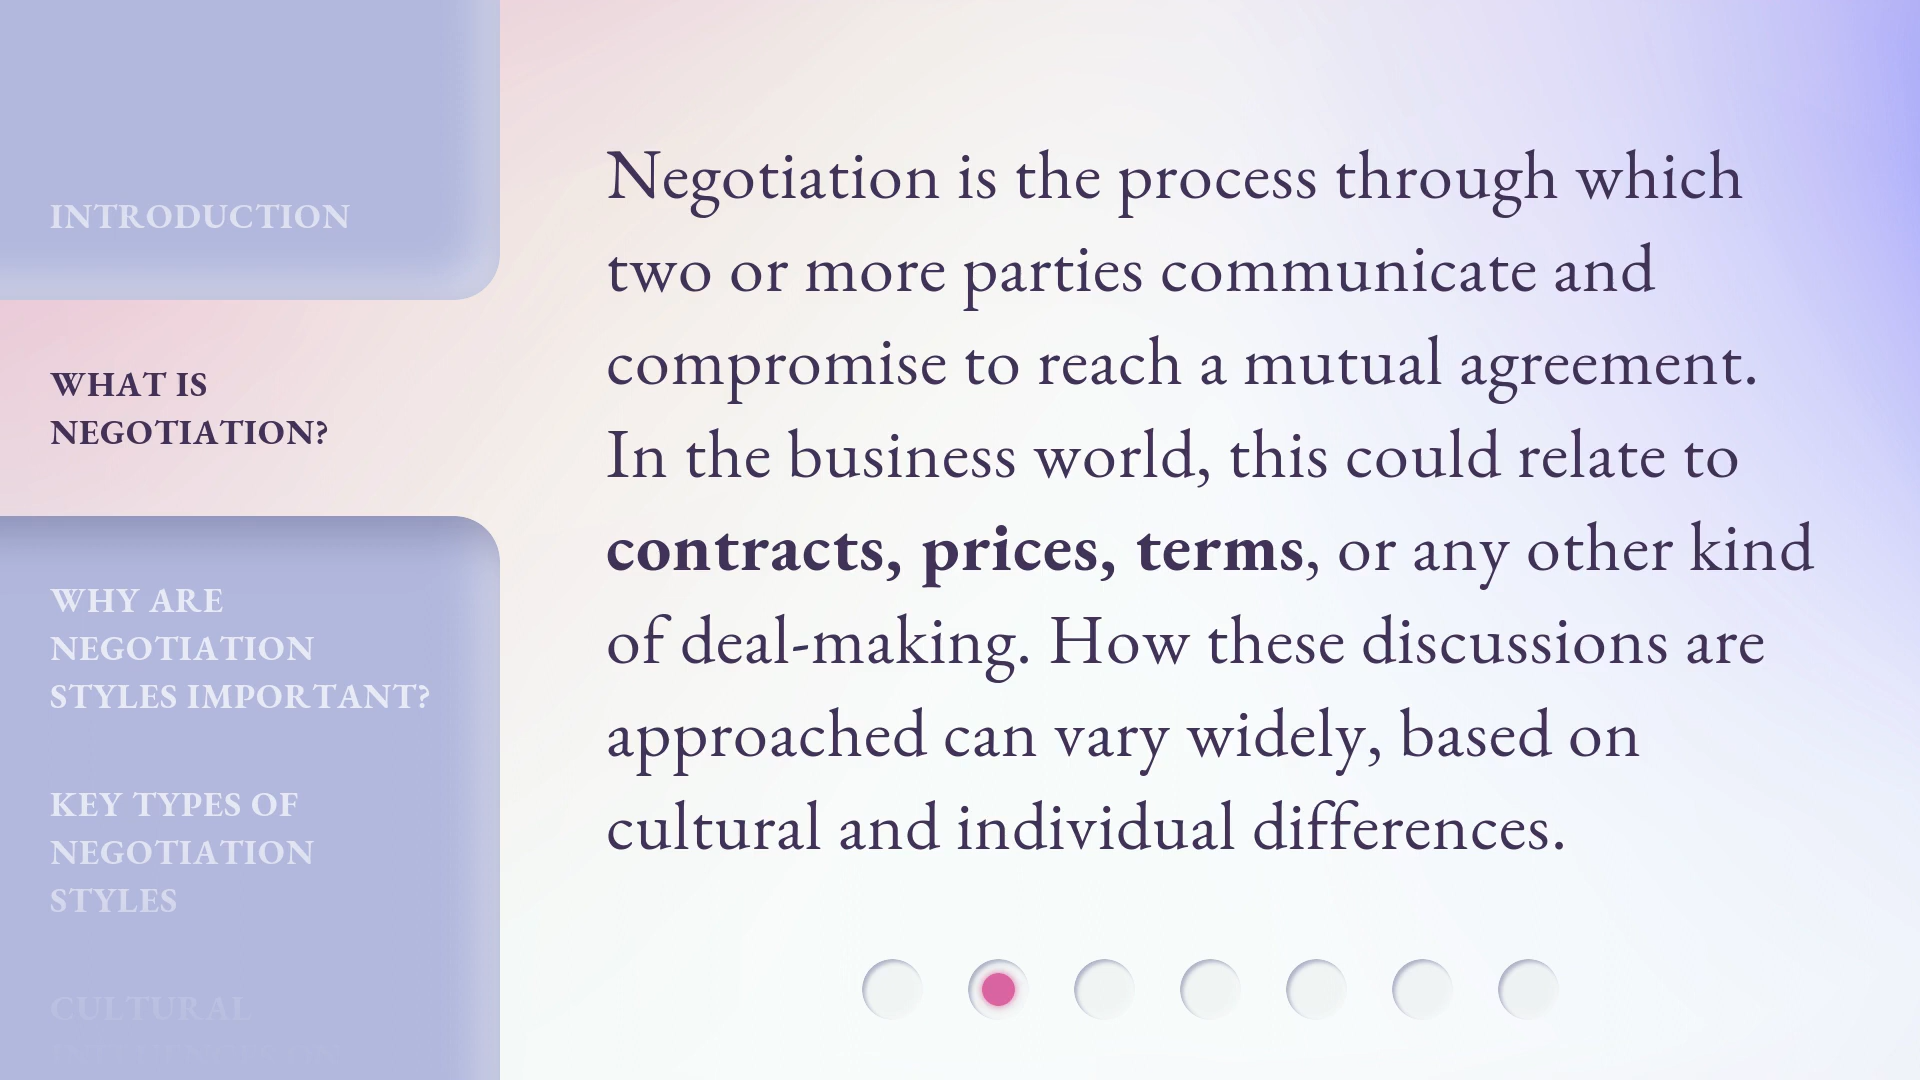 INTRODUCTION
WHAT IS
NEGOTIATION?
WHY ARE
NEGOTIATION
STYLES IMPORTANT?
KEY TYPES OF
NEGOTIATION
STYLES
CULTURAL
Negotiation is the process through which
two or more parties communicate and
compromise to reach a mutual agreement.
In the business world, this could relate to
contracts, prices, terms, or any other kind
of deal-making. How these discussions are
approached can vary widely, based on
cultural and individual differences.